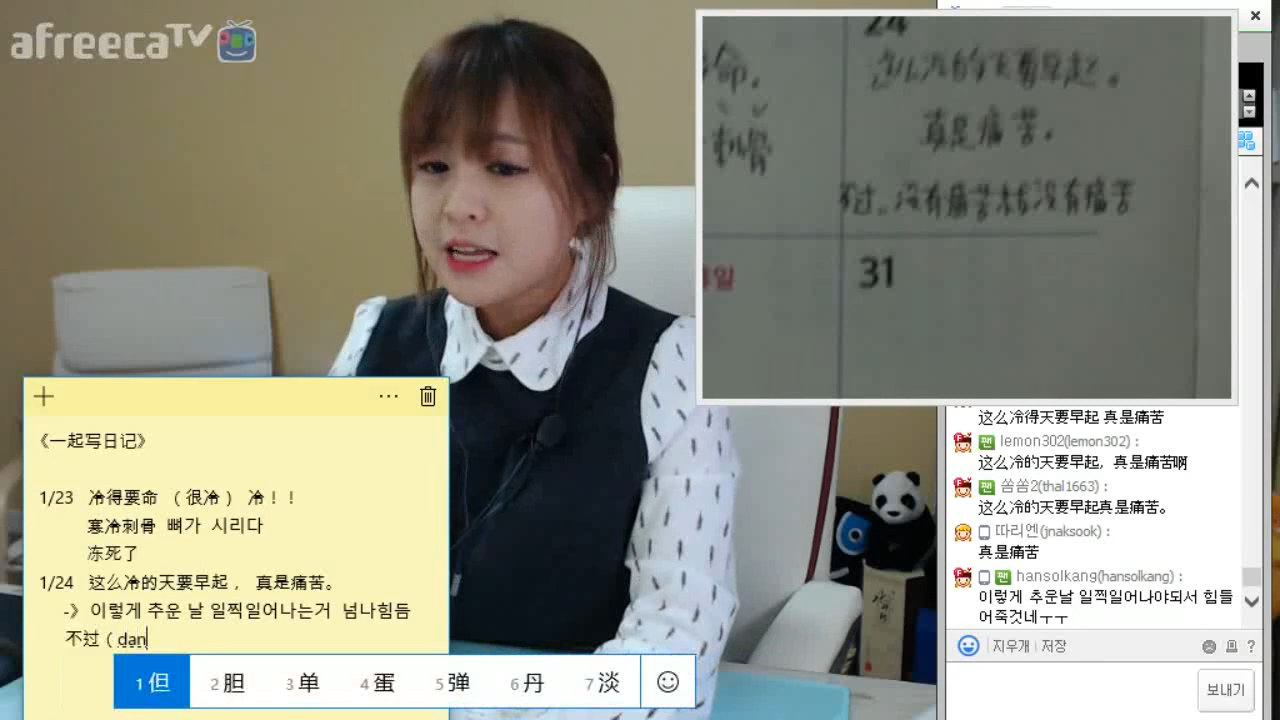 afreecaTV
24
命。
这么冷的天要早起。
刺骨
真是痛苦。
不过。没有痛苦就没有痛苦
31
这么冷得天要早起 真是痛苦
팬 lemon302(lemon302) :
这么冷的天要早起，真是痛苦啊
팬 씀씀2(thal1663) :
这么冷的天要早起真是痛苦。
따리엔(jnaksook) :
真是痛苦
팬 hansolkang(hansolkang) :
이렇게 추운날 일찍일어나야되서 힘들
어죽것네ㅜㅜ
지우개 | 저장
?
보내기
《一起写日记》
1/23 冷得要命 （很冷） 冷！！
寒冷刺骨 뼈가 시리다
冻死了
1/24 这么冷的天要早起， 真是痛苦。
-》 이렇게 추운 날 일찍일어나는거 넘나힘듬
不过（dan
1 但 2 胆 3 单 4 蛋 5 弹 6 丹 7 淡